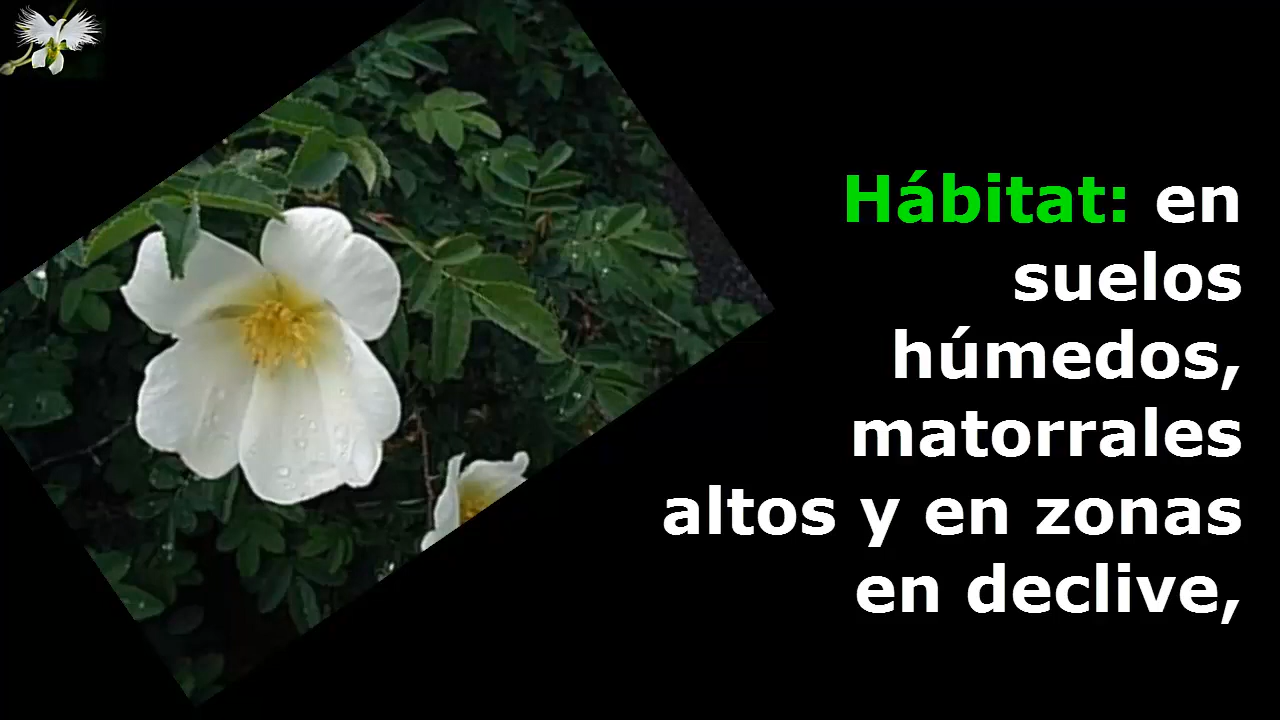 Hábitat: en
suelos
húmedos,
matorrales
altos y en zonas
en declive,